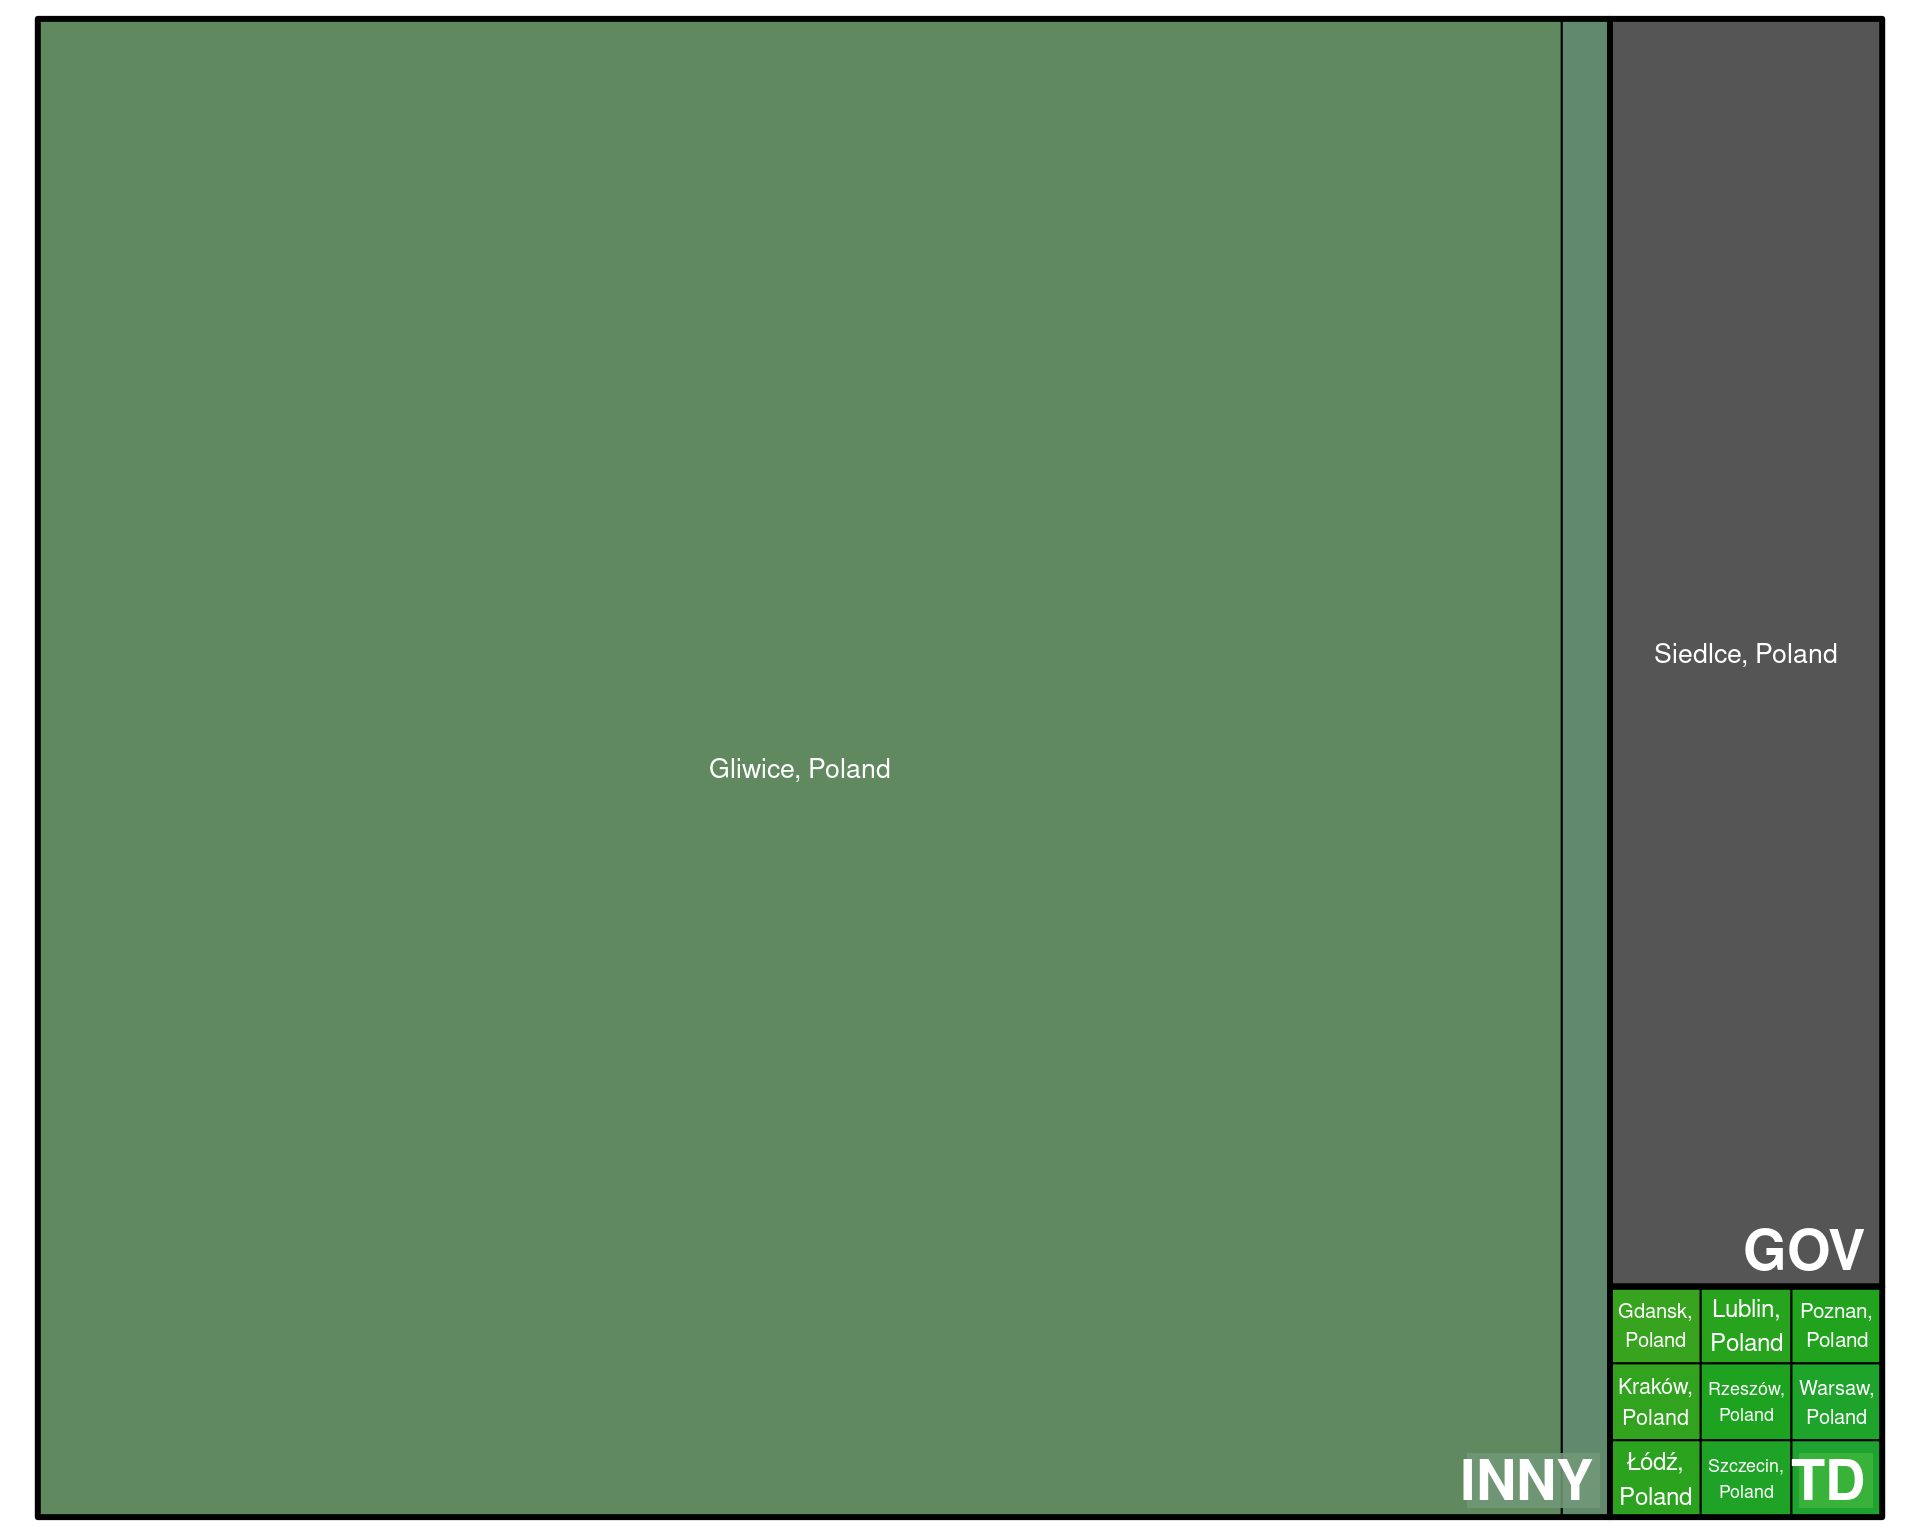 Gliwice, Poland
INNY
Siedlce, Poland
GOV
Gdansk,
Poland
Lublin,
Poland
Poznan,
Poland
Kraków,
Poland
Rzeszów,
Poland
Warsaw,
Poland
Łódź,
Poland
Szczecin,
Poland
TD